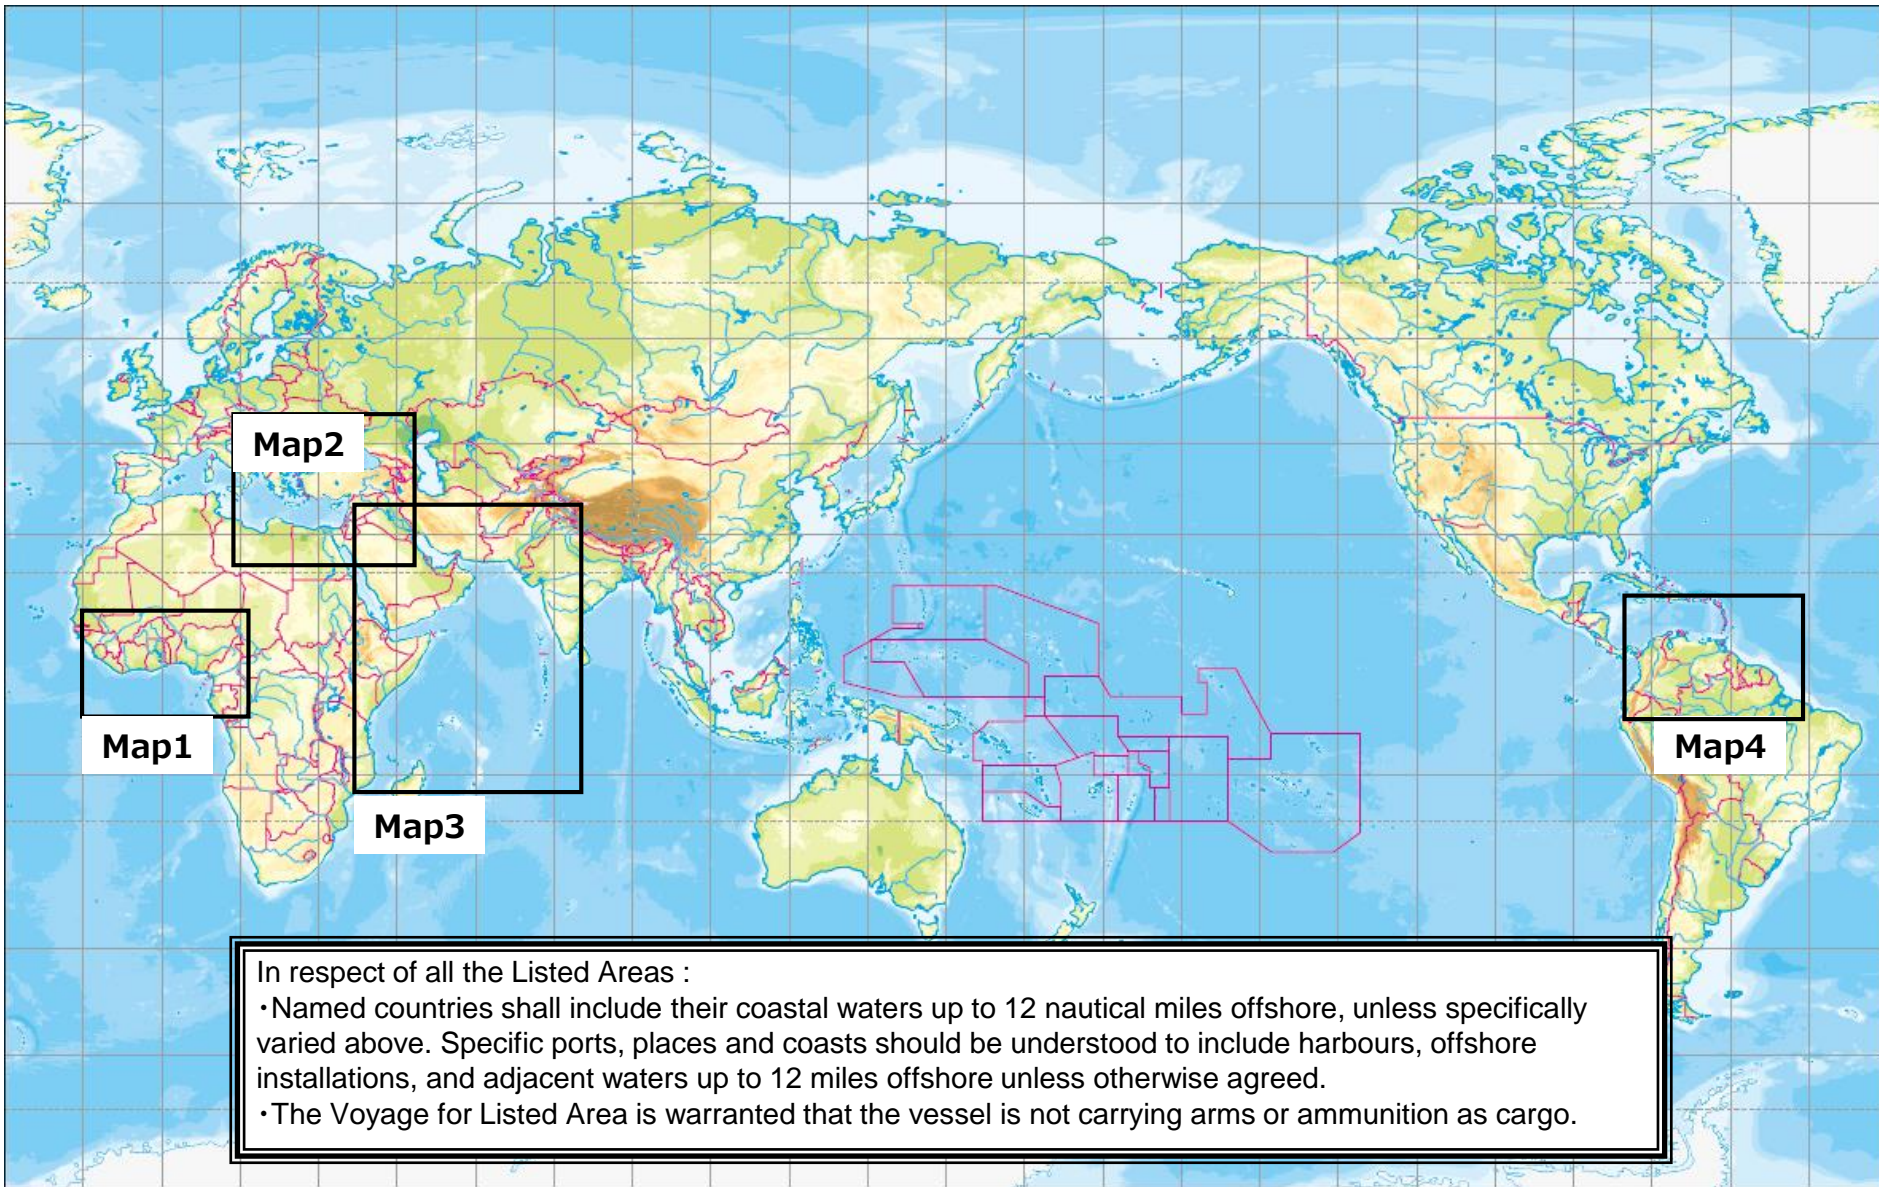 Map2
Map1
Map4
Map3
In respect of all the Listed Areas :
・Named countries shall include their coastal waters up to 12 nautical miles offshore, unless specifically
varied above. Specific ports, places and coasts should be understood to include harbours, offshore
installations, and adjacent waters up to 12 miles offshore unless otherwise agreed.
・The Voyage for Listed Area is warranted that the vessel is not carrying arms or ammunition as cargo.